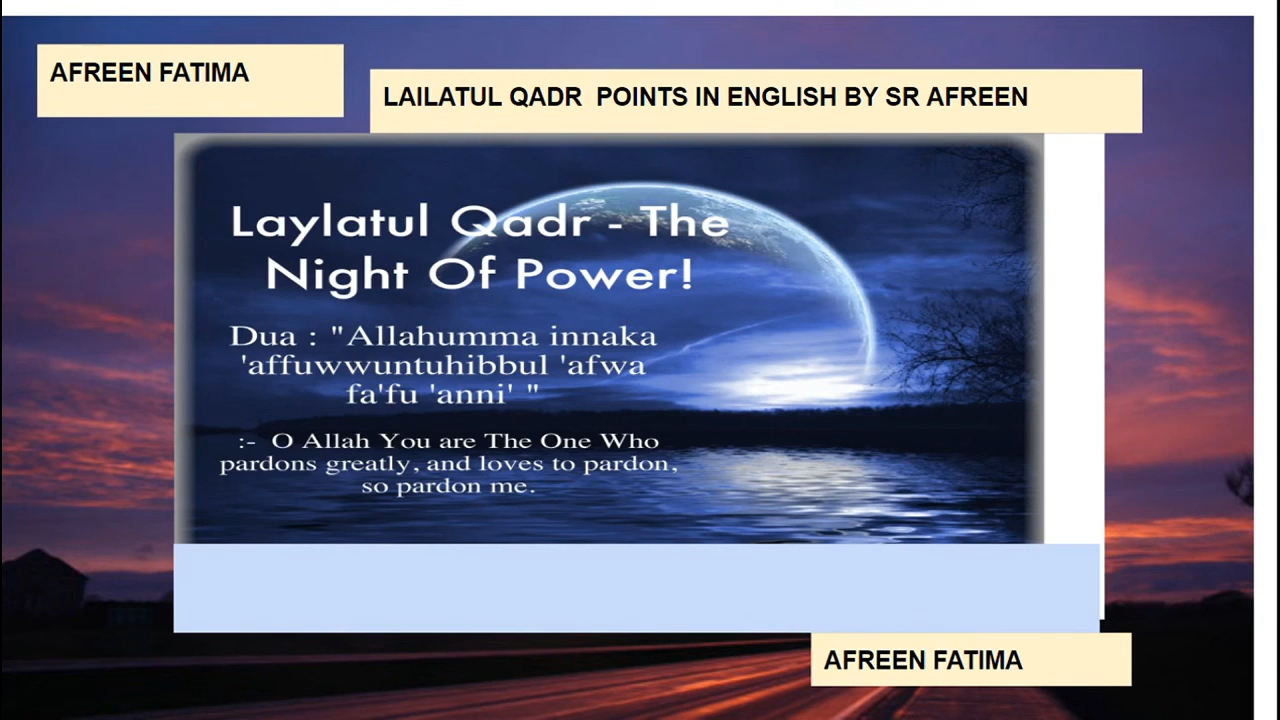 AFREEN FATIMA
LAILATUL QADR  POINTS IN ENGLISH BY SR AFREEN
Laylatul Qadr - The
Night Of Power!
Dua : "Allahumma innaka
'affuwwuntuhibbul 'afwa
fa'fu 'anni' "
:-  O Allah You are The One Who
pardons greatly, and loves to pardon,
so pardon me.
AFREEN FATIMA